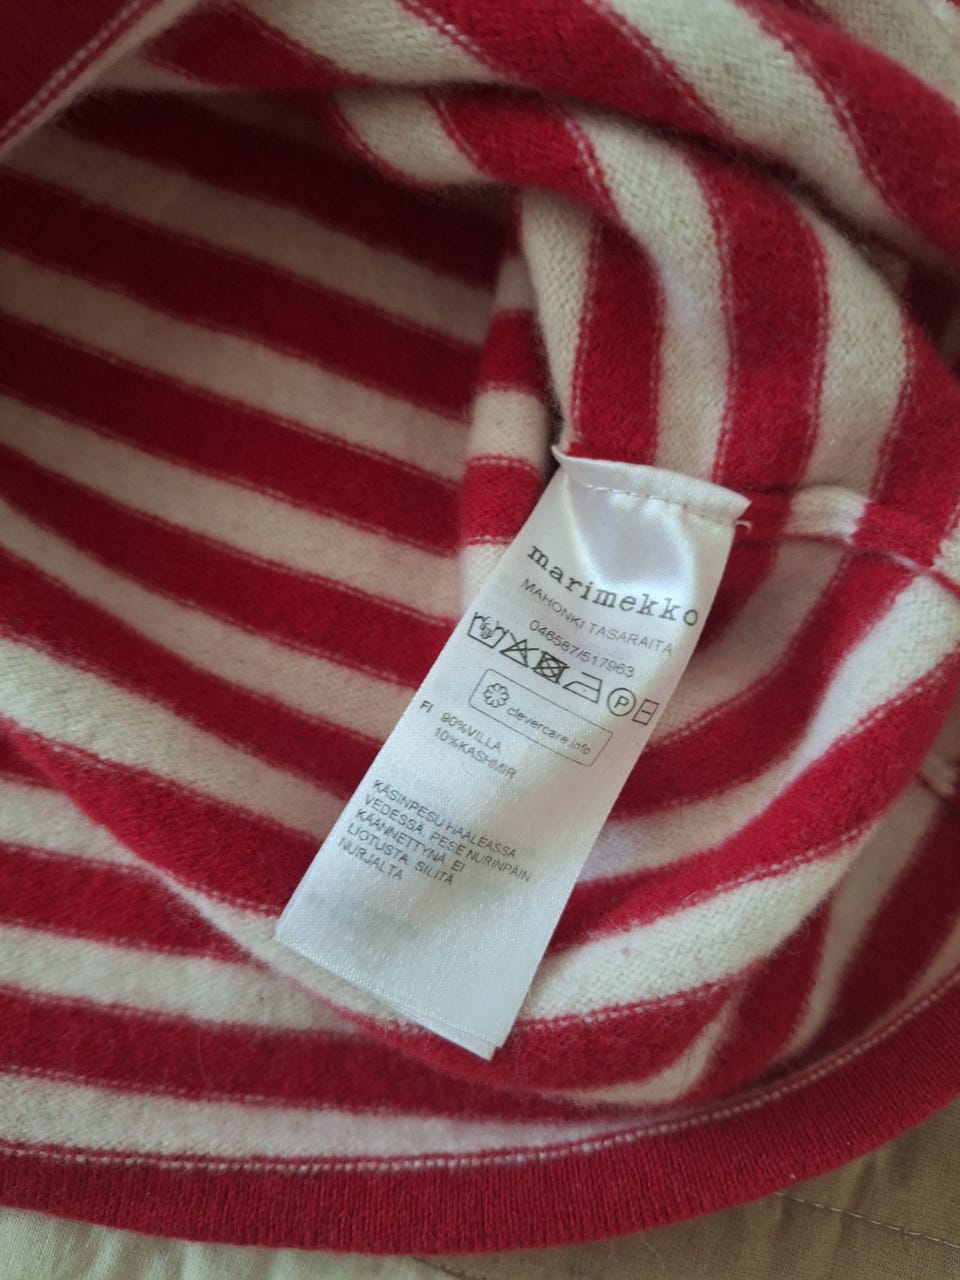 marimekko
MAHONKI TASARAITA
046587/517963
P
clevercare.info
FI 90%VILLA
10%KASHMIR
KÄSINPESU HAALEASSA
VEDESSÄ, PESE NURINPÄIN
KÄÄNNETTYNÄ. EI
LIOTUSTA. SILITÄ
NURJALTA